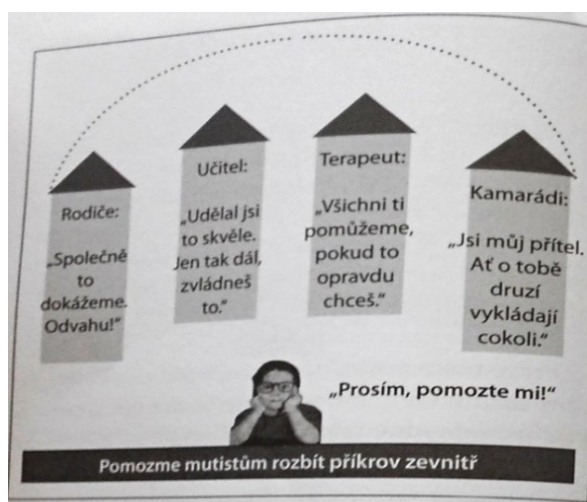 Rodiče:
„Společně
to
dokážeme.
Odvahu!“
Učitel:
„Udělal jsi
to skvěle.
Jen tak dál,
zvládneš
to.“
Terapeut:
„Všichni ti
pomůžeme,
pokud to
opravdu
chceš.“
Kamarádi:
„Jsi můj přítel.
Ať o tobě
druzí
vykládají
cokoli.“
„Prosím, pomozte mi!“
Pomozme mutistům rozbít příkrov zevnitř